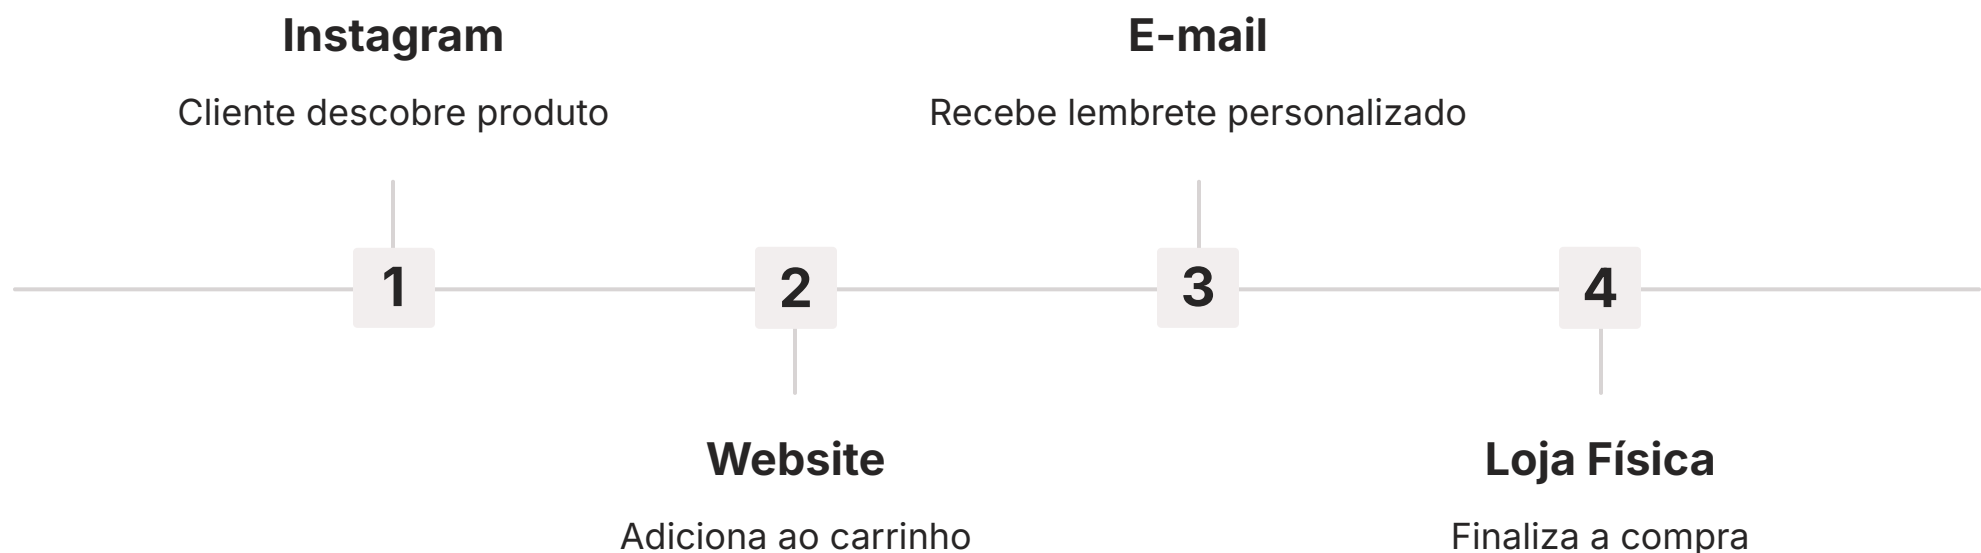 Instagram
Cliente descobre produto
E-mail
Recebe lembrete personalizado
1
2
3
4
Website
Adiciona ao carrinho
Loja Física
Finaliza a compra